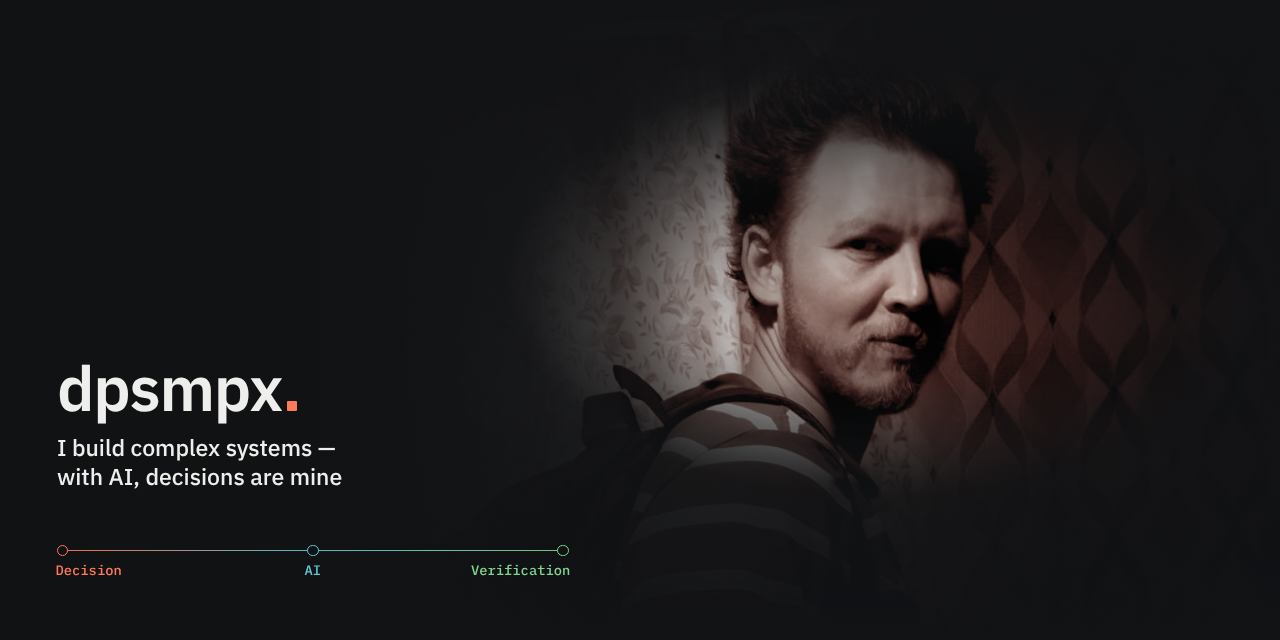 dpsmpx.
I build complex systems —
with AI, decisions are mine
Decision AI Verification